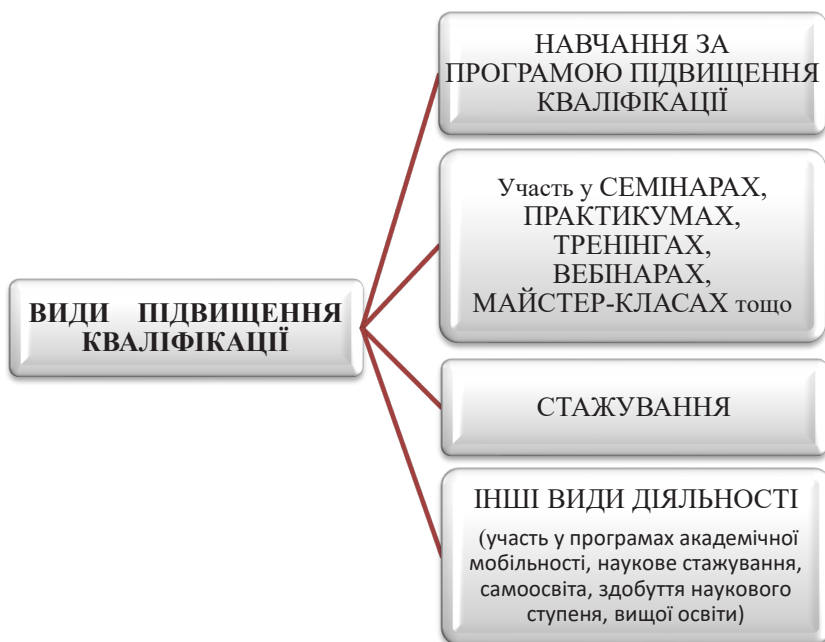 ВИДИ ПІДВИЩЕННЯ
КВАЛІФІКАЦІЇ
НАВЧАННЯ ЗА
ПРОГРАМОЮ ПІДВИЩЕННЯ
КВАЛІФІКАЦІЇ
Участь у СЕМІНАРАХ,
ПРАКТИКУМАХ,
ТРЕНІНГАХ,
ВЕБІНАРАХ,
МАЙСТЕР-КЛАСАХ тощо
СТАЖУВАННЯ
ІНШІ ВИДИ ДІЯЛЬНОСТІ
(участь у програмах академічної
мобільності, наукове стажування,
самоосвіта, здобуття наукового
ступеня, вищої освіти)